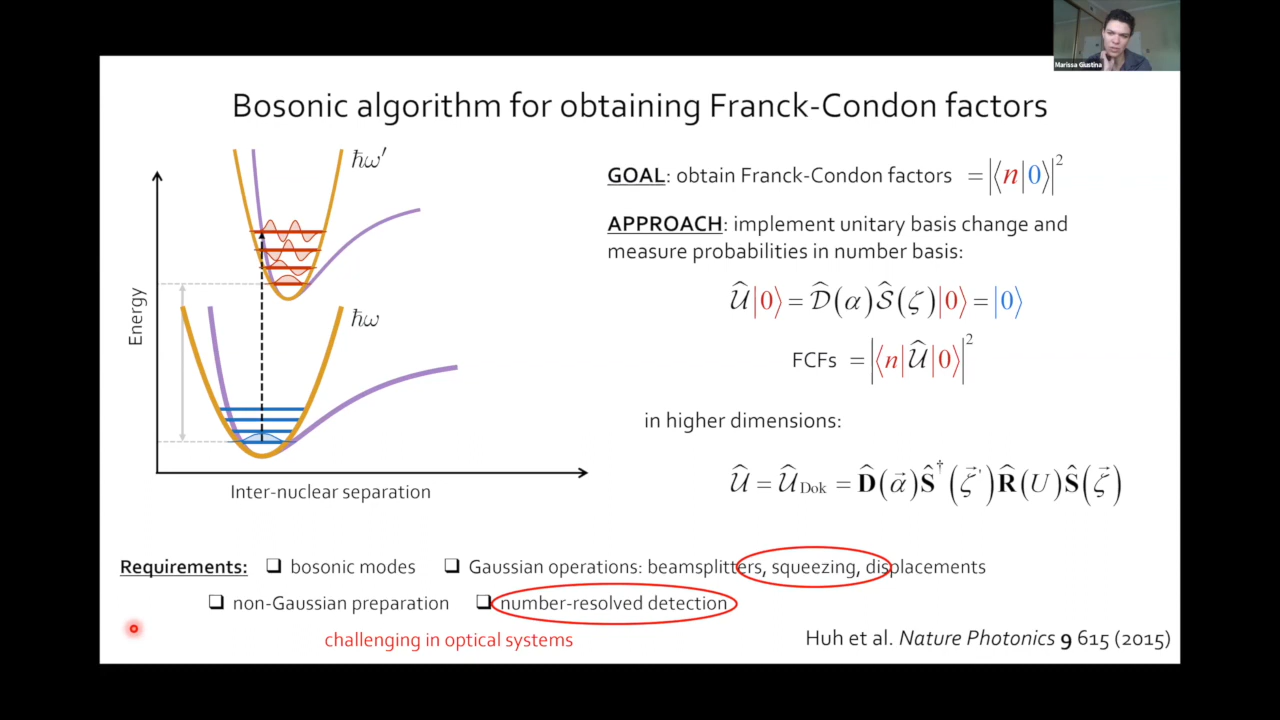 Marissa Giustina
Bosonic algorithm for obtaining Franck-Condon factors
ħω′
ħω
Energy
Inter-nuclear separation
GOAL: obtain Franck-Condon factors = |⟨n|0⟩|²
APPROACH: implement unitary basis change and
measure probabilities in number basis:
Û|0⟩ = D̂(α)Ŝ(ζ)|0⟩ = |0⟩
FCFs = |⟨n|Û|0⟩|²
in higher dimensions:
Û = Û_Dok = D̂(α⃗)Ŝ†(ζ⃗')R̂(U)Ŝ(ζ⃗)
Requirements: ❑ bosonic modes ❑ Gaussian operations: beamsplitters, squeezing, displacements
❑ non-Gaussian preparation ❑ number-resolved detection
challenging in optical systems
Huh et al. Nature Photonics 9 615 (2015)